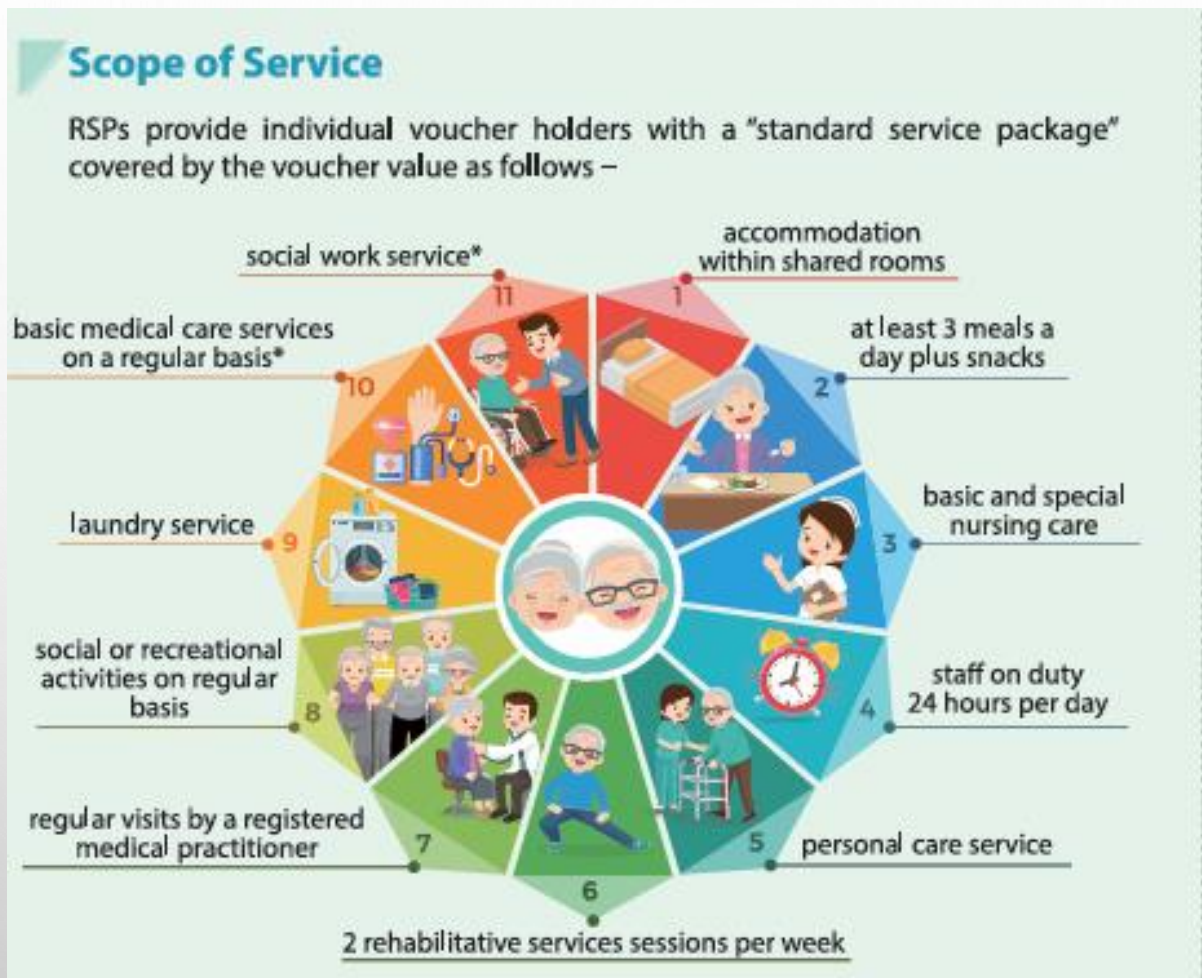 Scope of Service
RSPs provide individual voucher holders with a "standard service package"
covered by the voucher value as follows –
accommodation
within shared rooms
1
at least 3 meals a
day plus snacks
2
basic and special
nursing care
3
staff on duty
24 hours per day
4
personal care service
5
6
2 rehabilitative services sessions per week
regular visits by a registered
medical practitioner
7
social or recreational
activities on regular
basis
8
laundry service
9
basic medical care services
on a regular basis*
10
social work service*
11